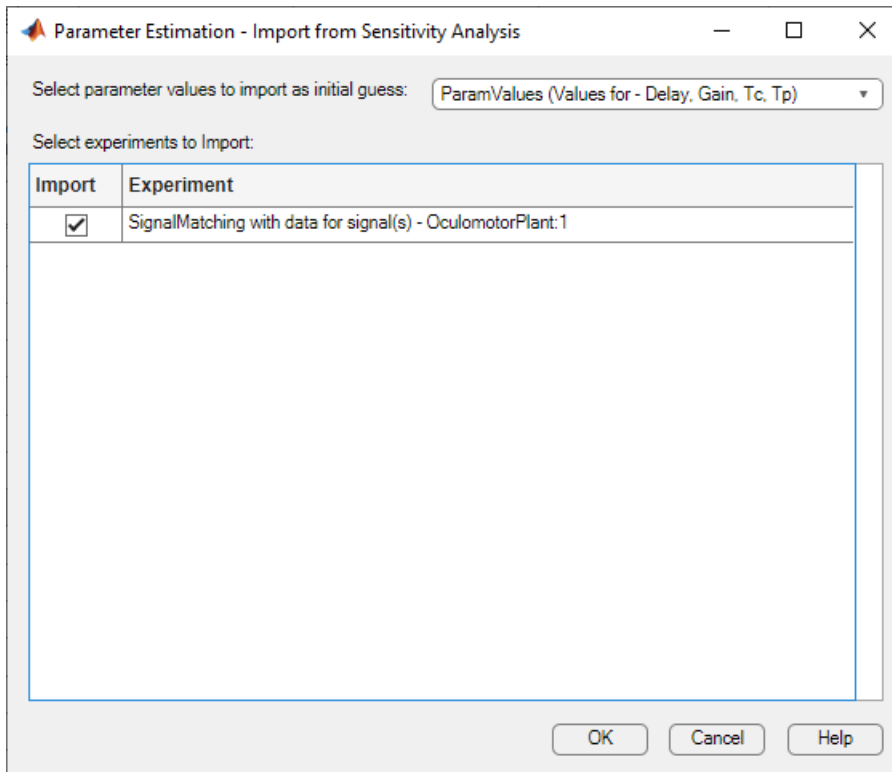 Parameter Estimation - Import from Sensitivity Analysis
Select parameter values to import as initial guess: ParamValues (Values for - Delay, Gain, Tc, Tp)
Select experiments to Import:
Import Experiment
SignalMatching with data for signal(s) - OculomotorPlant:1
OK Cancel Help